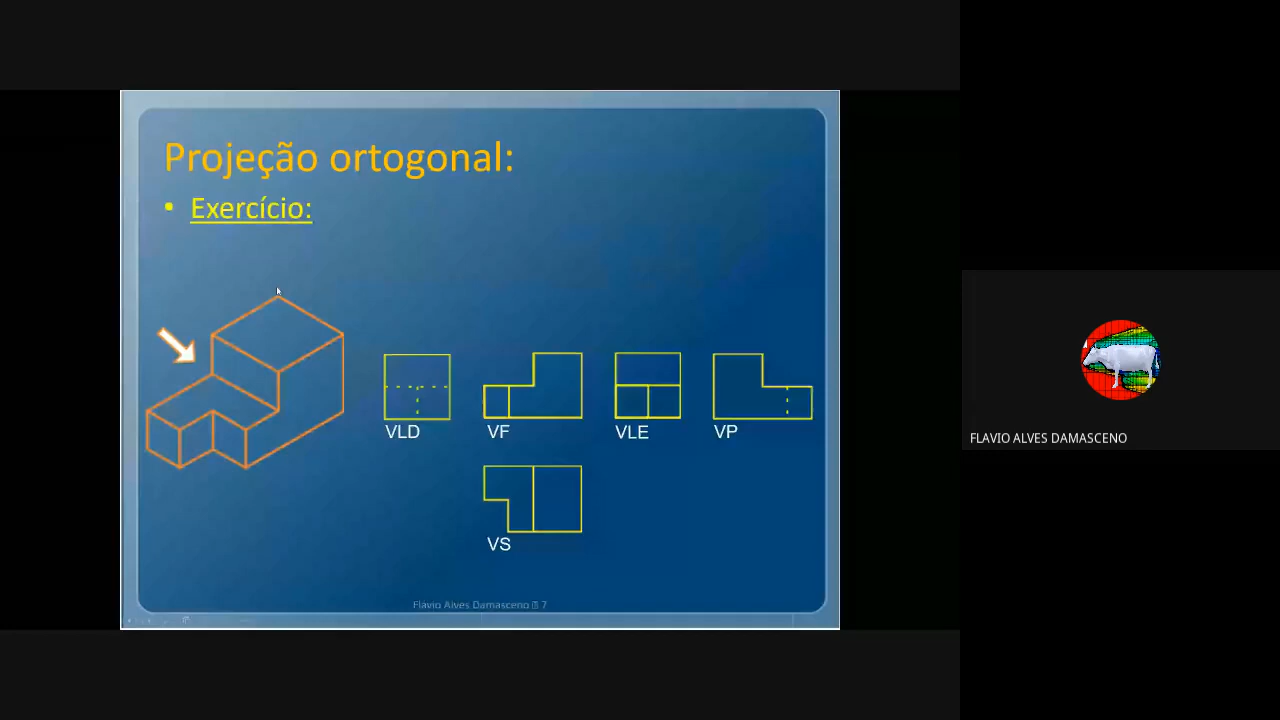 Projeção ortogonal:
• Exercício:
VLD
VF
VLE
VP
VS
Flavio Alves Damasceno 7
FLAVIO ALVES DAMASCENO